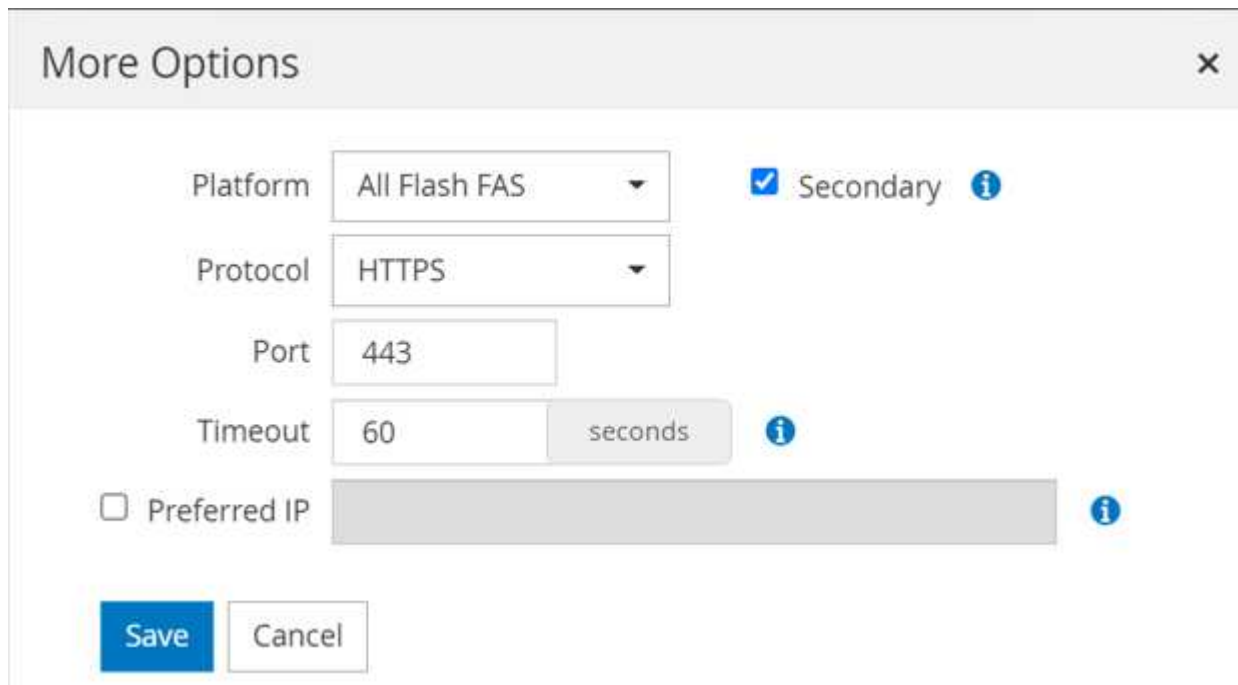 More Options ×
Platform All Flash FAS Secondary
Protocol HTTPS
Port 443
Timeout 60 seconds
Preferred IP
Save Cancel